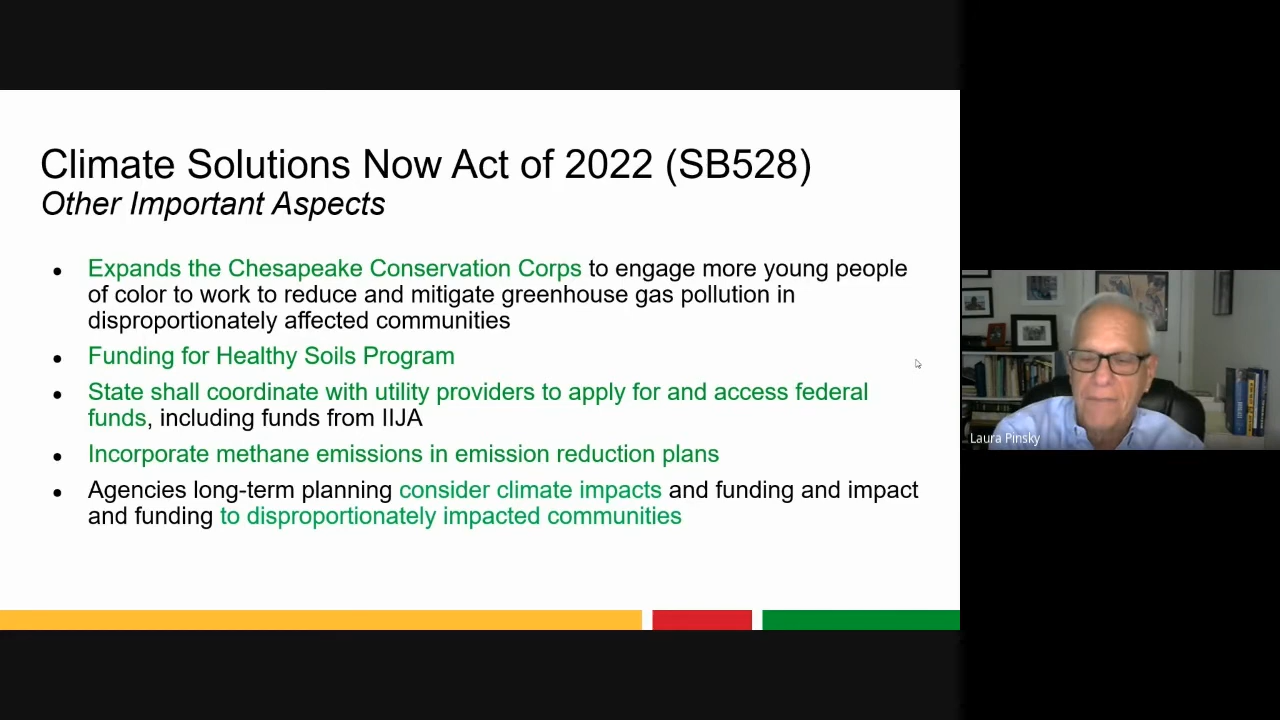 Climate Solutions Now Act of 2022 (SB528)
Other Important Aspects
● Expands the Chesapeake Conservation Corps to engage more young people
of color to work to reduce and mitigate greenhouse gas pollution in
disproportionately affected communities
● Funding for Healthy Soils Program
● State shall coordinate with utility providers to apply for and access federal
funds, including funds from IIJA
● Incorporate methane emissions in emission reduction plans
● Agencies long-term planning consider climate impacts and funding and impact
and funding to disproportionately impacted communities
Laura Pinsky